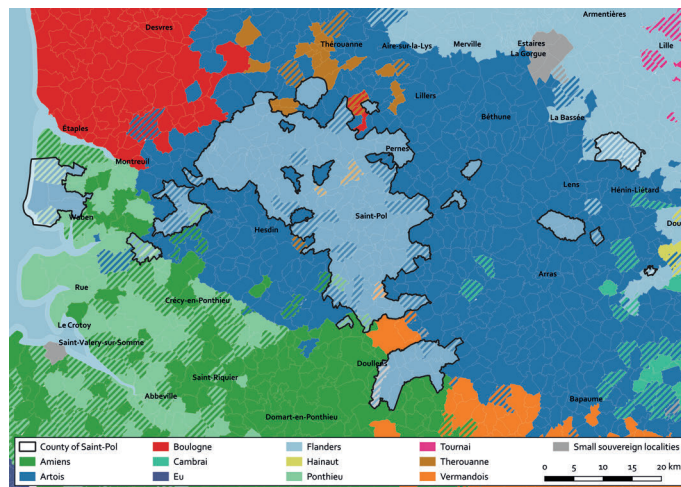 Desvres
Armentières
Thérouanne
Aire-sur-la-Lys
Merville
Estaires
La Gorgue
Lille
Lillers
Béthune
La Bassée
Étaples
Montreuil
Pernes
Lens
Hénin-Liétard
Waben
Saint-Pol
Hesdin
Dou
Arras
Rue
Crécy-en-Ponthieu
Le Crotoy
Saint-Valery-sur-Somme
Doullens
Saint-Riquier
Abbeville
Bapaume
Domart-en-Ponthieu
County of Saint-Pol
Boulogne
Flanders
Tournai
Small souvereign localities
Amiens
Cambrai
Hainaut
Therouanne
Artois
Eu
Ponthieu
Vermandois
0 5 10 15 20 km